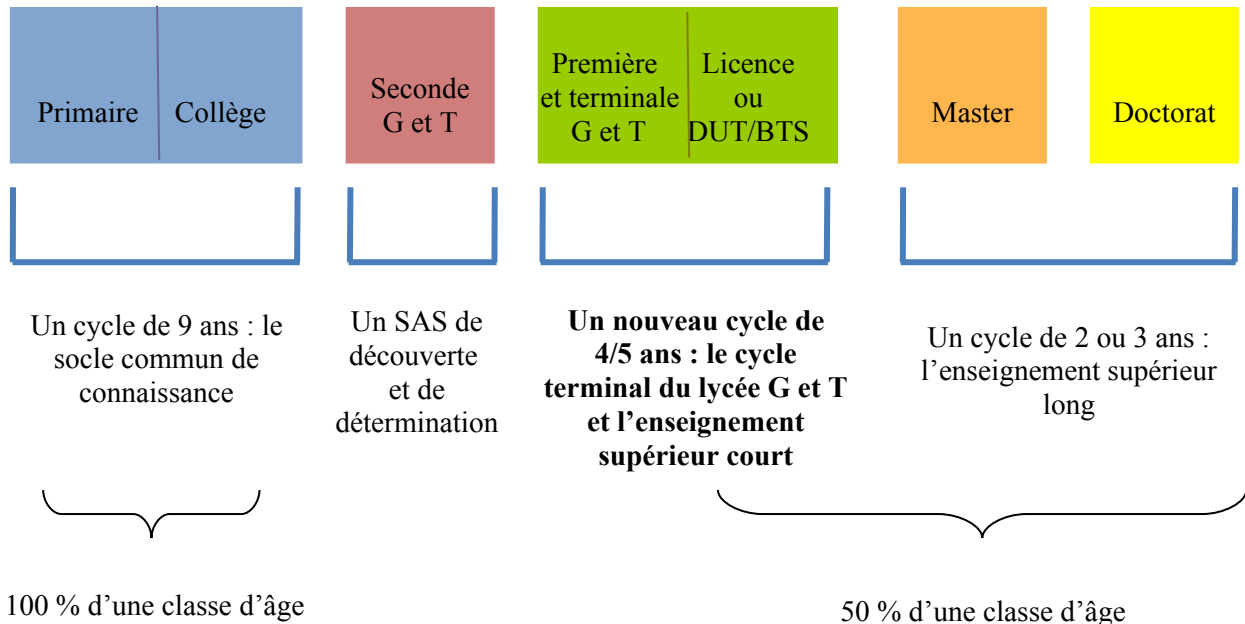 Primaire
Collège
Seconde
G et T
Première
et terminale
G et T
Licence
ou
DUT/BTS
Master
Doctorat
Un cycle de 9 ans : le
socle commun de
connaissance
Un SAS de
découverte
et de
détermination
Un nouveau cycle de
4/5 ans : le cycle
terminal du lycée G et T
et l’enseignement
supérieur court
Un cycle de 2 ou 3 ans :
l’enseignement supérieur
long
100 % d’une classe d’âge
50 % d’une classe d’âge